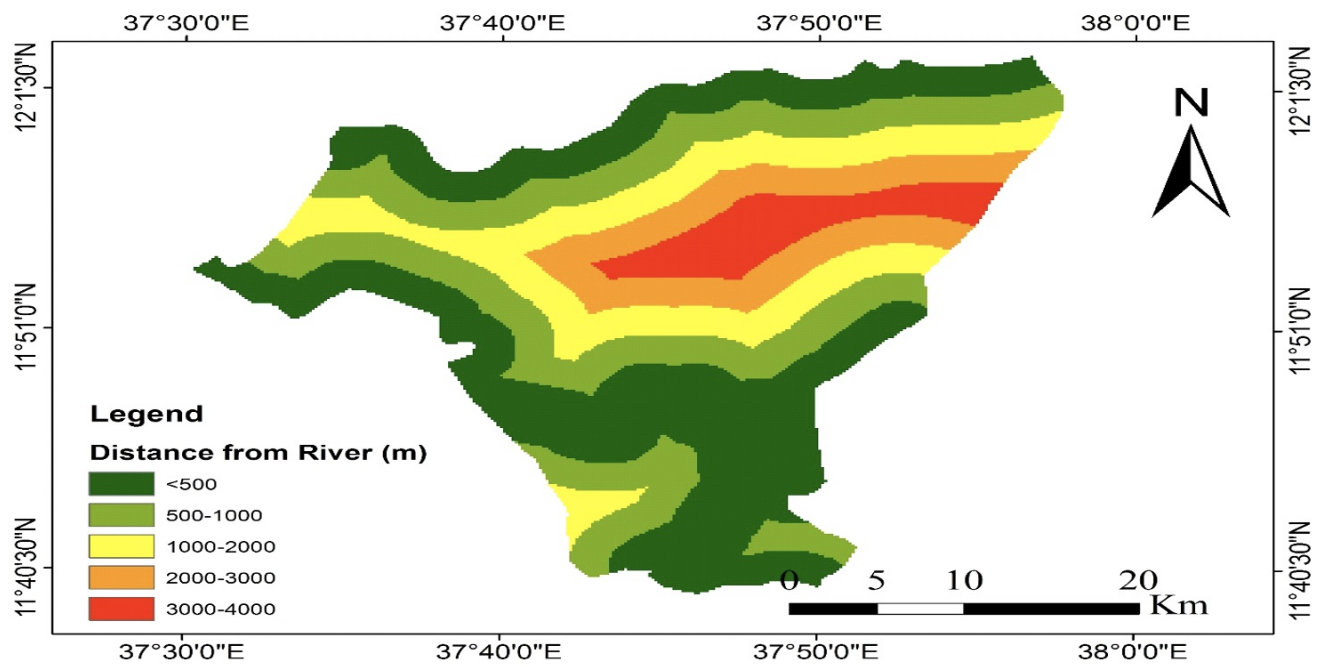 37°30'0"E 37°40'0"E 37°50'0"E 38°0'0"E
12°1'30"N 12°1'30"N
N
11°51'0"N 11°51'0"N
Legend
Distance from River (m)
<500
500-1000
1000-2000
2000-3000
3000-4000
11°40'30"N 11°40'30"N
0 5 10 20
Km
37°30'0"E 37°40'0"E 37°50'0"E 38°0'0"E